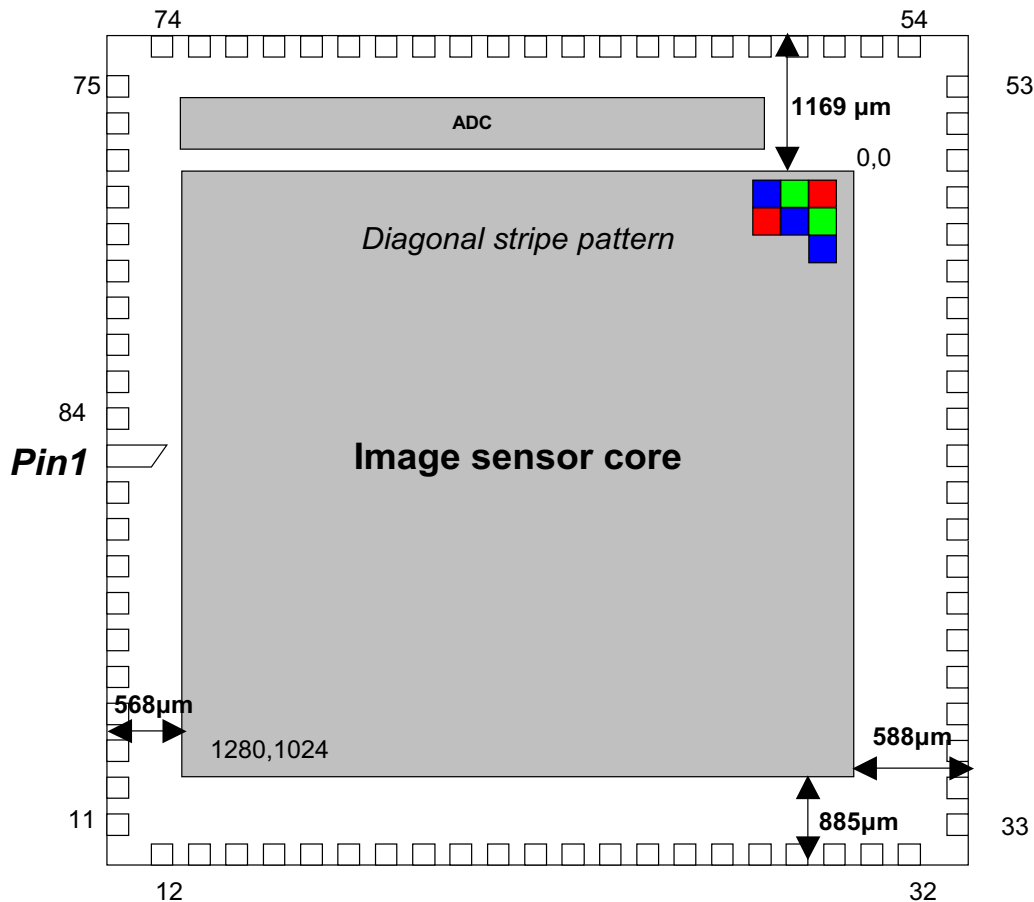 74
54
75
53
1169 µm
ADC
0,0
Diagonal stripe pattern
84
Pin1
Image sensor core
568µm
1280,1024
588µm
11
885µm
33
12
32